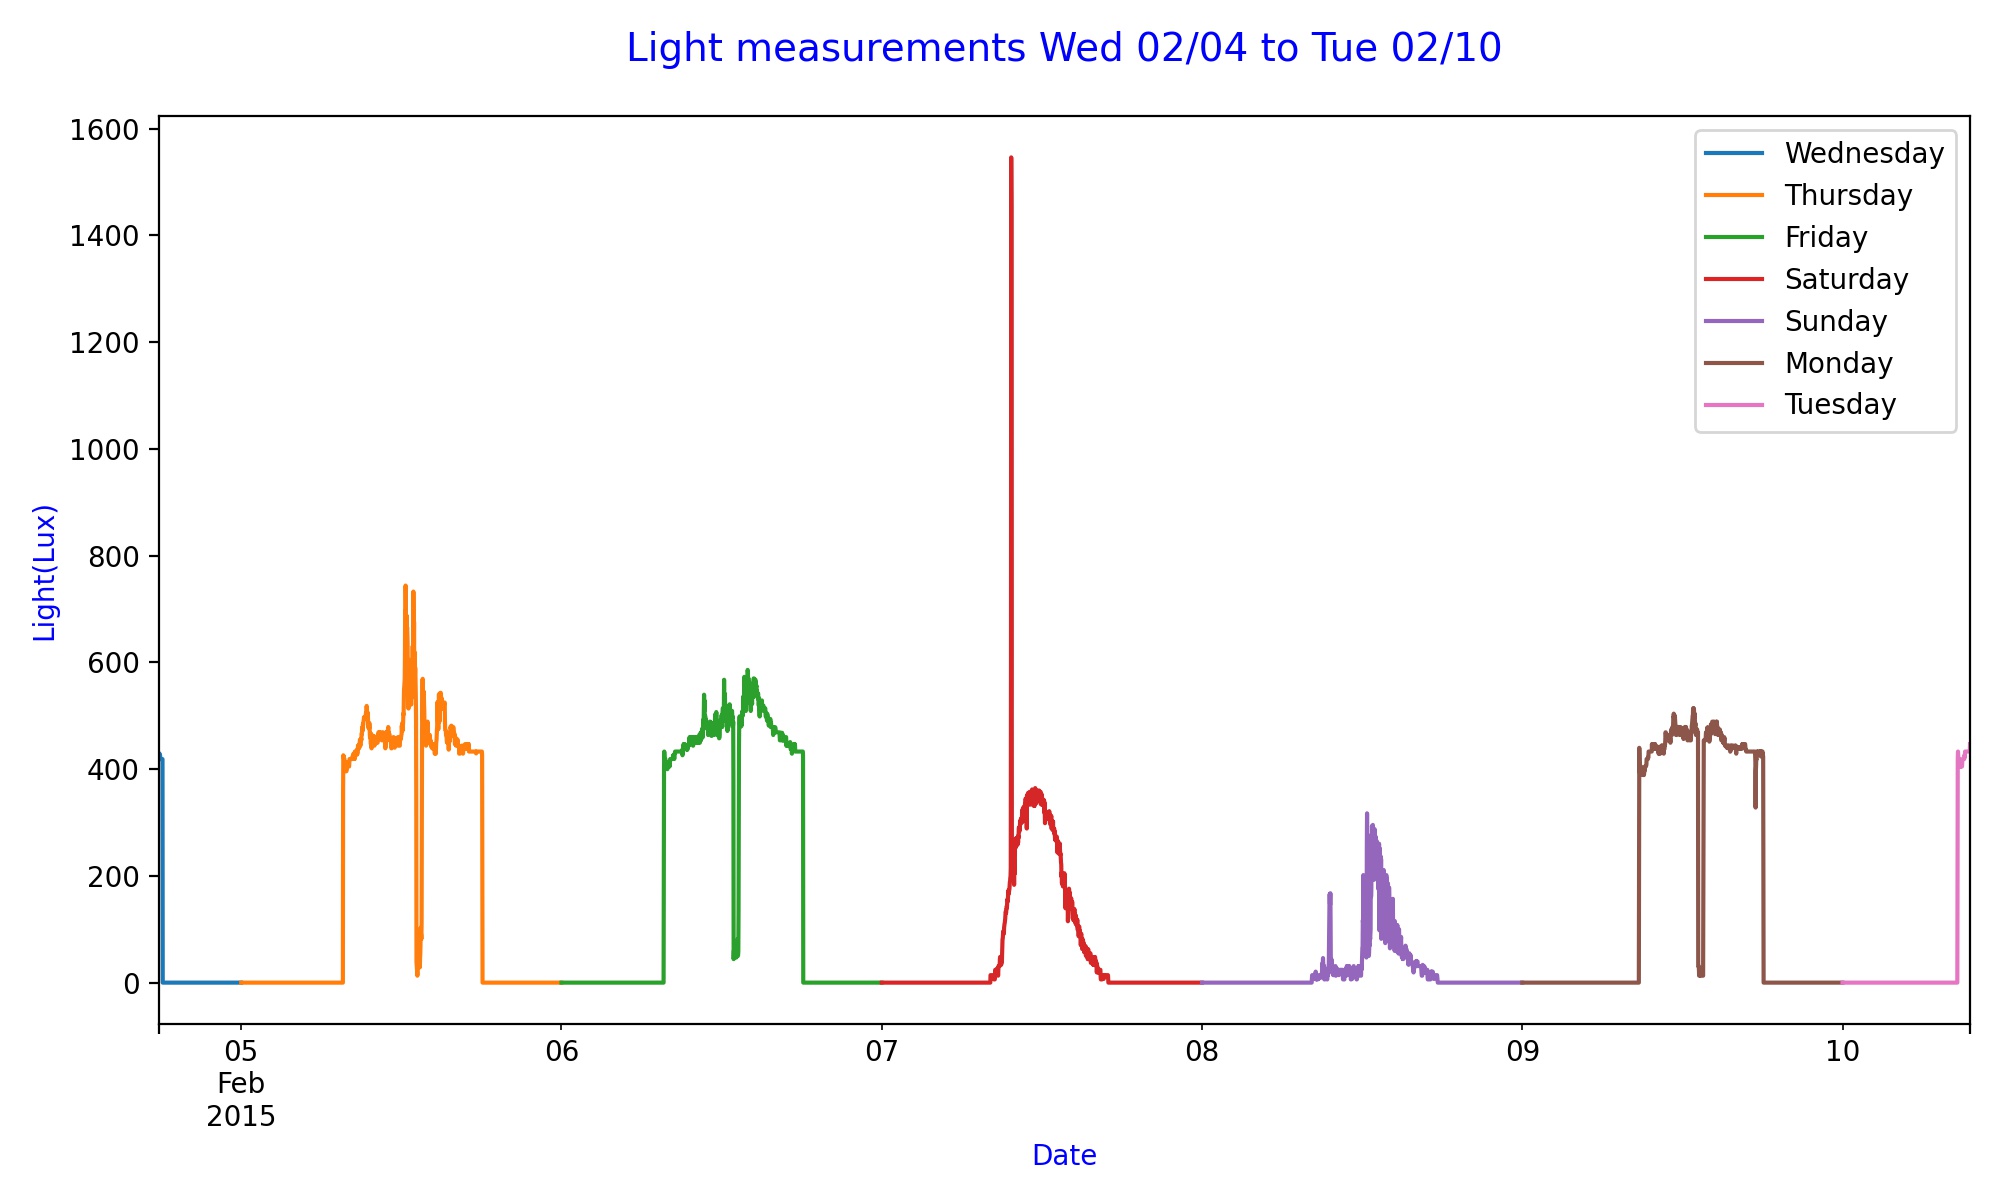 Light measurements Wed 02/04 to Tue 02/10
1600
1400
1200
1000
800
600
400
200
0
Light(Lux)
Wednesday
Thursday
Friday
Saturday
Sunday
Monday
Tuesday
05 06 07 08 09 10
Feb
2015
Date